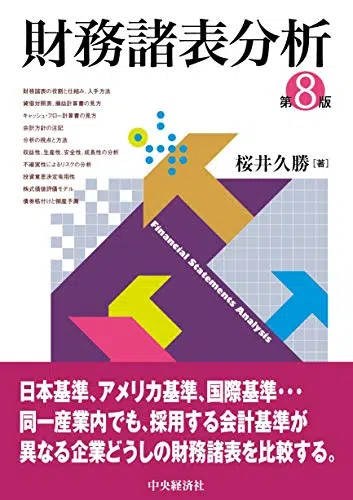 財務諸表分析
第8版
財務諸表の役割と仕組み、入手方法
貸借対照表、損益計算書の見方
キャッシュ・フロー計算書の見方
会計方針の注記
分析の視点と方法
収益性、生産性、安全性、成長性の分析
不確実性によるリスクの分析
投資意思決定有用性
株式価値評価モデル
債券格付けと倒産予測
桜井久勝[著]
Financial Statements Analysis
日本基準、アメリカ基準、国際基準・・・
同一産業内でも、採用する会計基準が
異なる企業どうしの財務諸表を比較する。
中央経済社